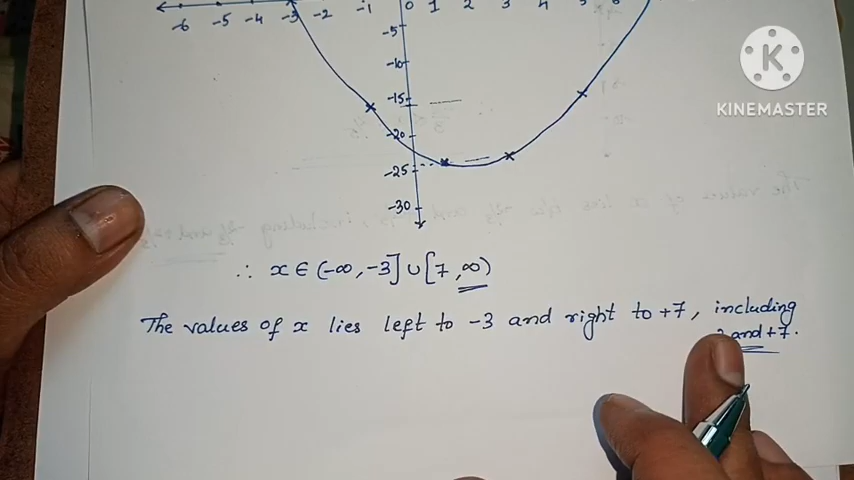 -6 -5 -4 -3 -2 -1 0 1 2 3 4 5 6
-5
-10
-15
-20
-25
-30
K
KINEMASTER
∴ x ∈ (-∞, -3] ∪ [7, ∞)
The values of x lies left to -3 and right to +7, including
and +7.